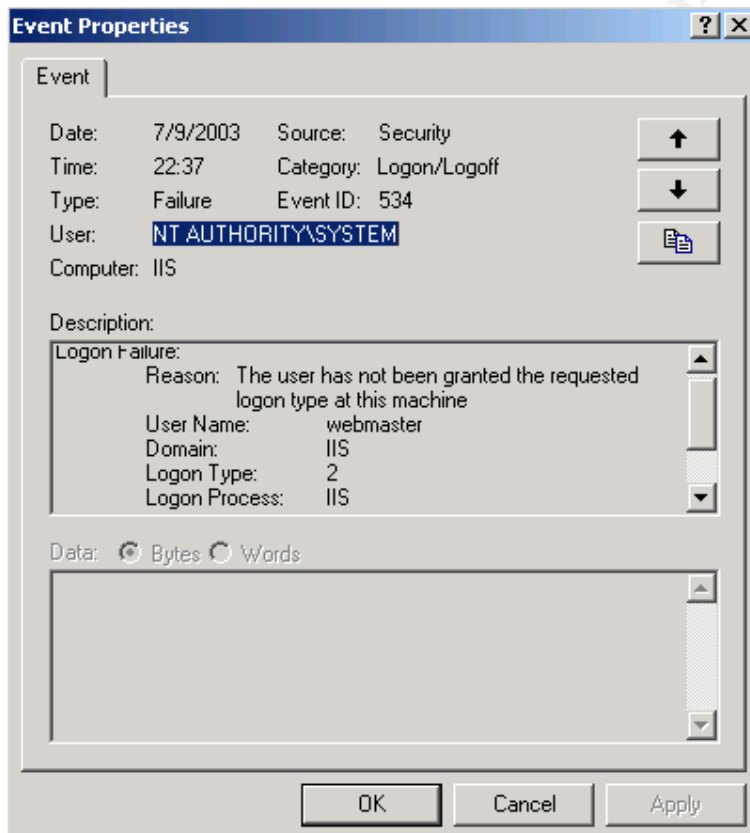 Event Properties
Event
Date: 7/9/2003 Source: Security
Time: 22:37 Category: Logon/Logoff
Type: Failure Event ID: 534
User: NT AUTHORITY\SYSTEM
Computer: IIS
Description:
Logon Failure:
Reason: The user has not been granted the requested
logon type at this machine
User Name: webmaster
Domain: IIS
Logon Type: 2
Logon Process: IIS
Data: Bytes Words
OK Cancel Apply